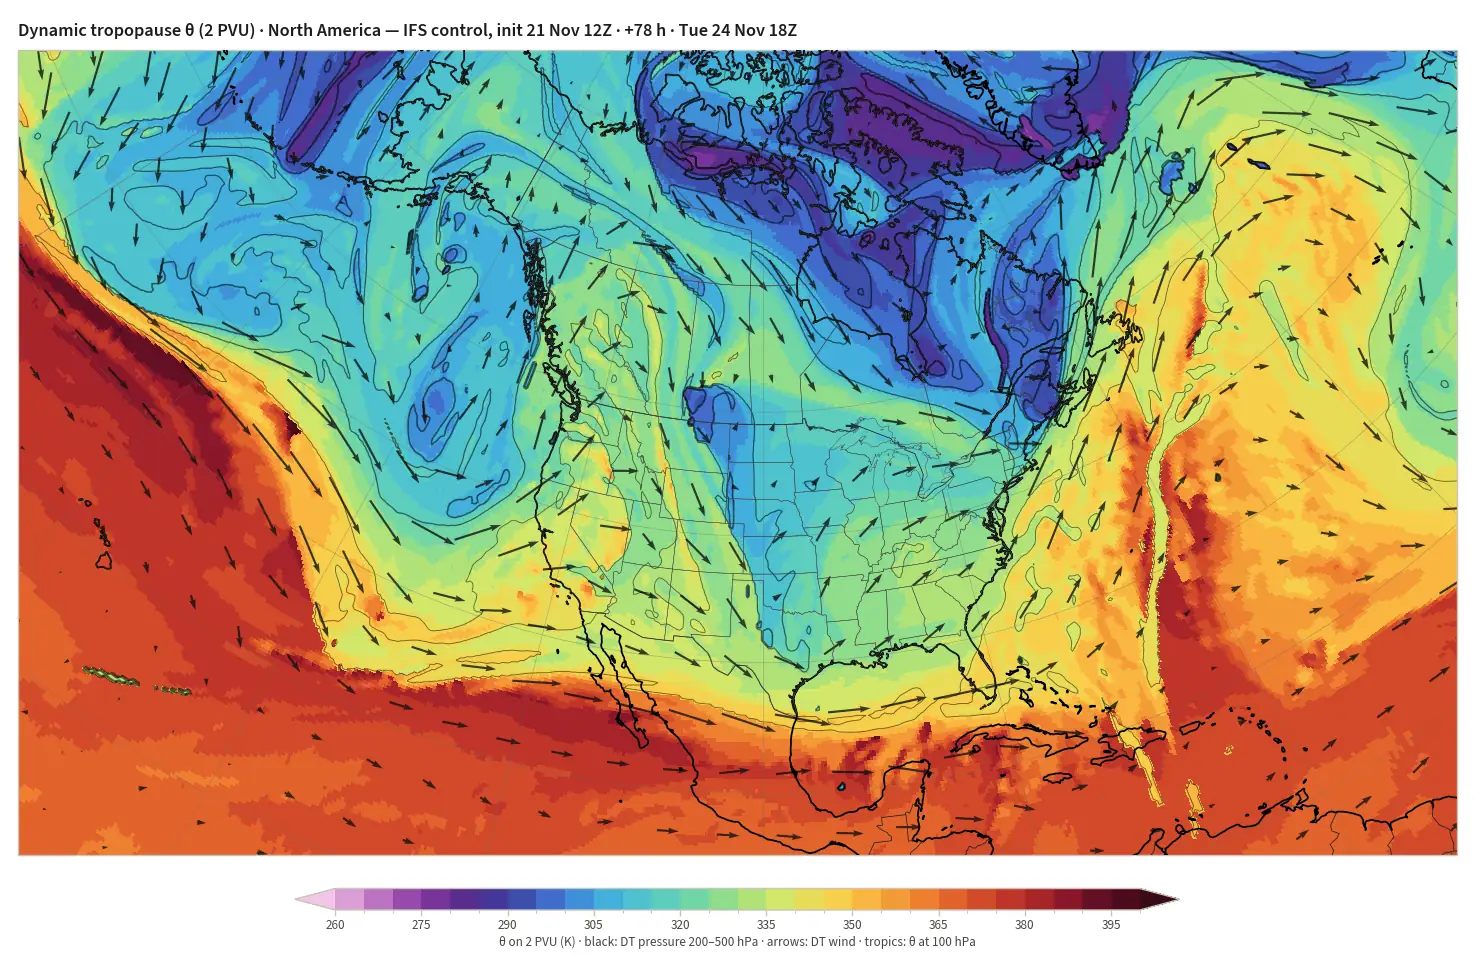 Dynamic tropopause θ (2 PVU) · North America — IFS control, init 21 Nov 12Z · +78 h · Tue 24 Nov 18Z
260 275 290 305 320 335 350 365 380 395
θ on 2 PVU (K) · black: DT pressure 200–500 hPa · arrows: DT wind · tropics: θ at 100 hPa